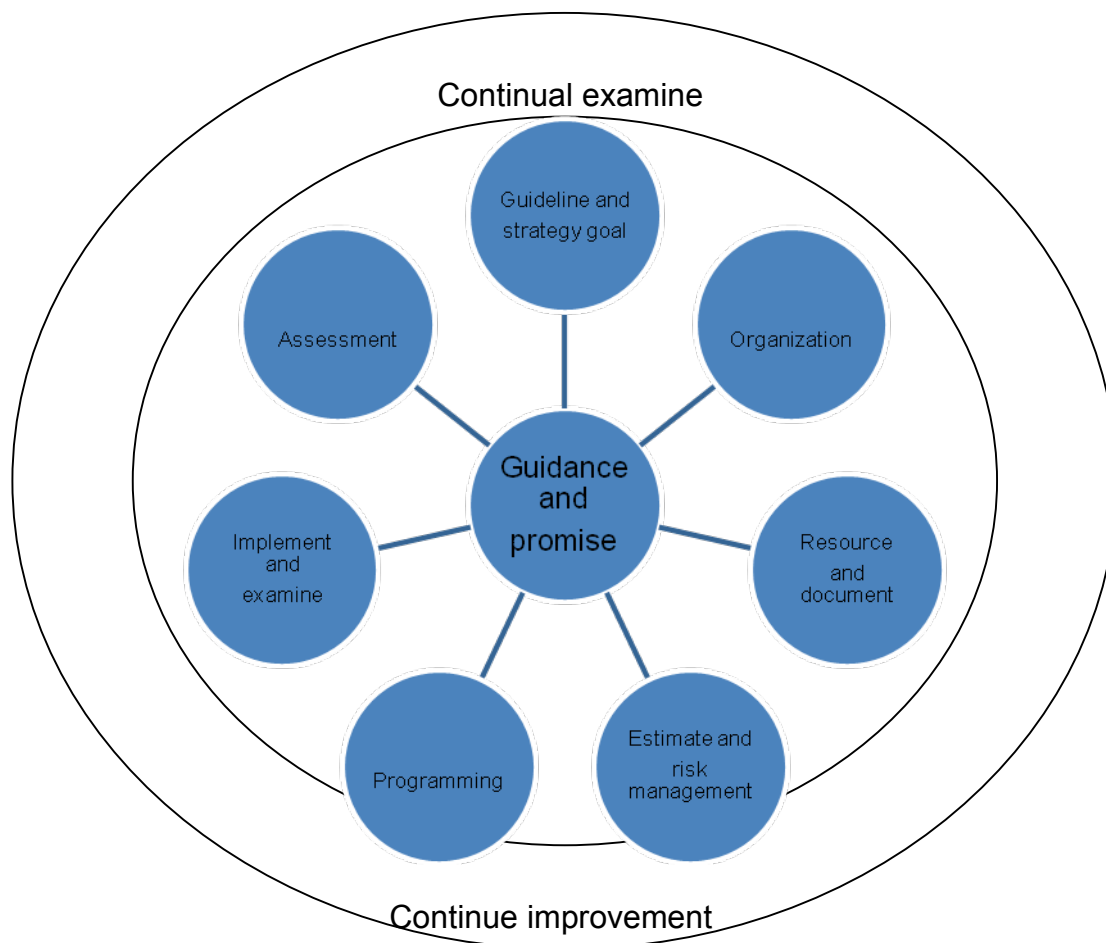 Continual examine
Guideline and
strategy goal
Assessment
Organization
Guidance
and
promise
Implement
and
examine
Resource
and
document
Programming
Estimate and
risk
management
Continue improvement